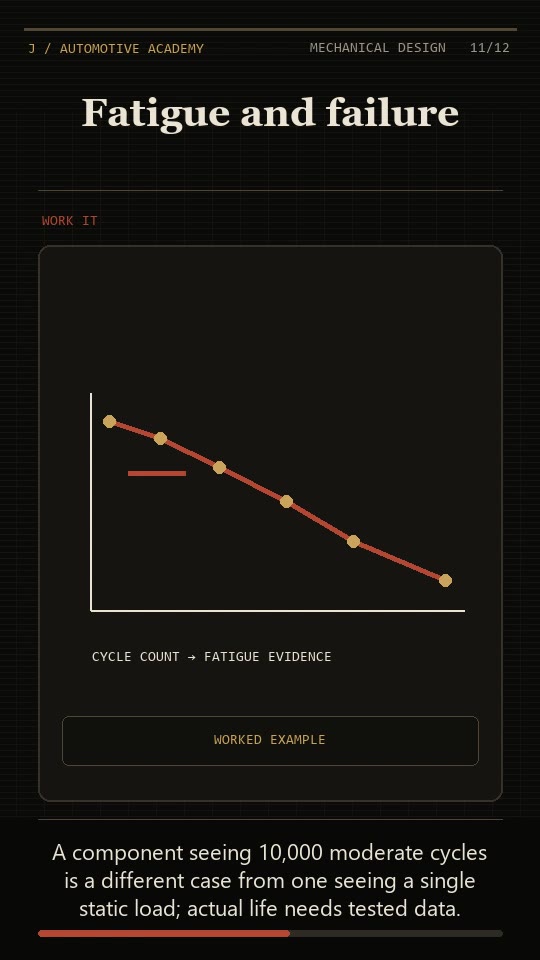 J / AUTOMOTIVE ACADEMY
MECHANICAL DESIGN 11/12
Fatigue and failure
WORK IT
CYCLE COUNT → FATIGUE EVIDENCE
WORKED EXAMPLE
A component seeing 10,000 moderate cycles
is a different case from one seeing a single
static load; actual life needs tested data.